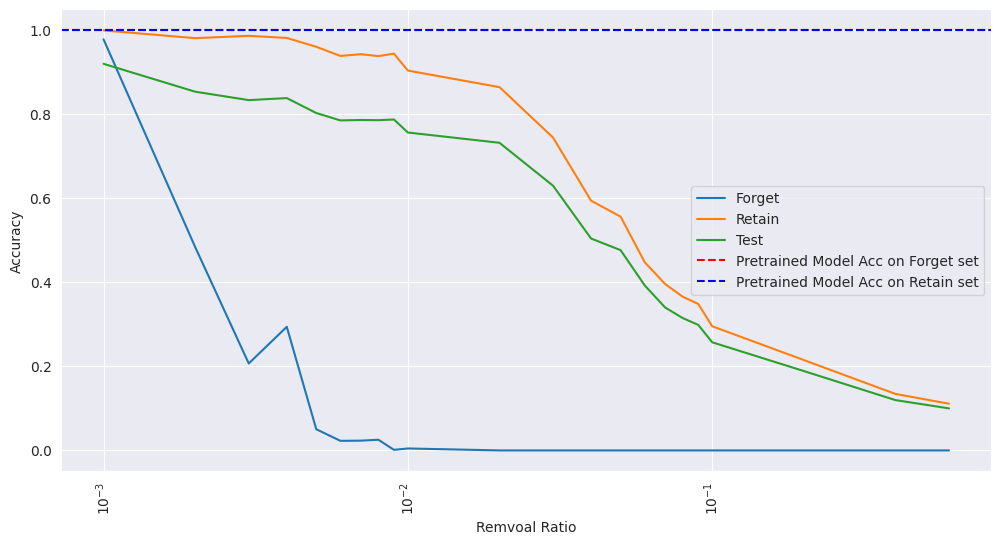 1.0
0.8
0.6
0.4
0.2
0.0
Accuracy
10⁻³
10⁻²
10⁻¹
Remvoal Ratio
Forget
Retain
Test
Pretrained Model Acc on Forget set
Pretrained Model Acc on Retain set